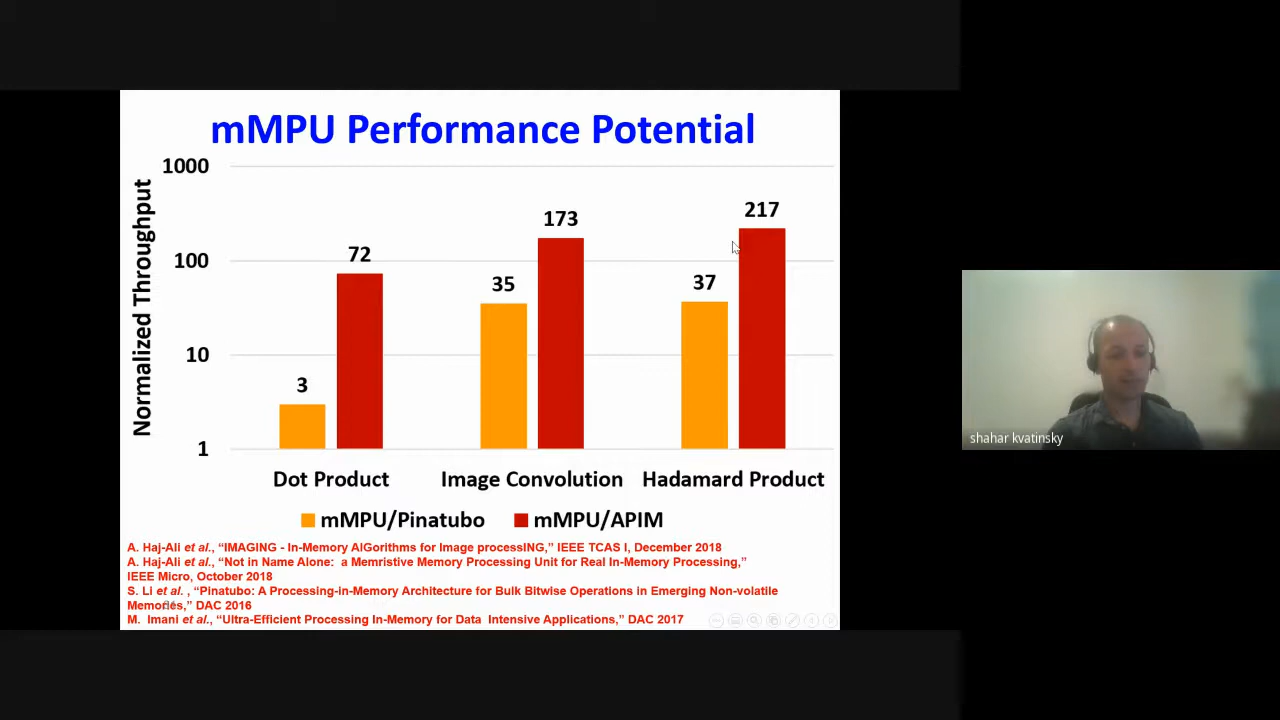 mMPU Performance Potential
Normalized Throughput
1000
100
10
1
3
72
35
173
37
217
Dot Product
Image Convolution
Hadamard Product
mMPU/Pinatubo
mMPU/APIM
A. Haj-Ali et al., “IMAGING - In-Memory AlGorithms for Image processING,” IEEE TCAS I, December 2018
A. Haj-Ali et al., “Not in Name Alone: a Memristive Memory Processing Unit for Real In-Memory Processing,”
IEEE Micro, October 2018
S. Li et al. , “Pinatubo: A Processing-in-Memory Architecture for Bulk Bitwise Operations in Emerging Non-volatile
Memories,” DAC 2016
M. Imani et al., “Ultra-Efficient Processing In-Memory for Data Intensive Applications,” DAC 2017
shahar kvatinsky